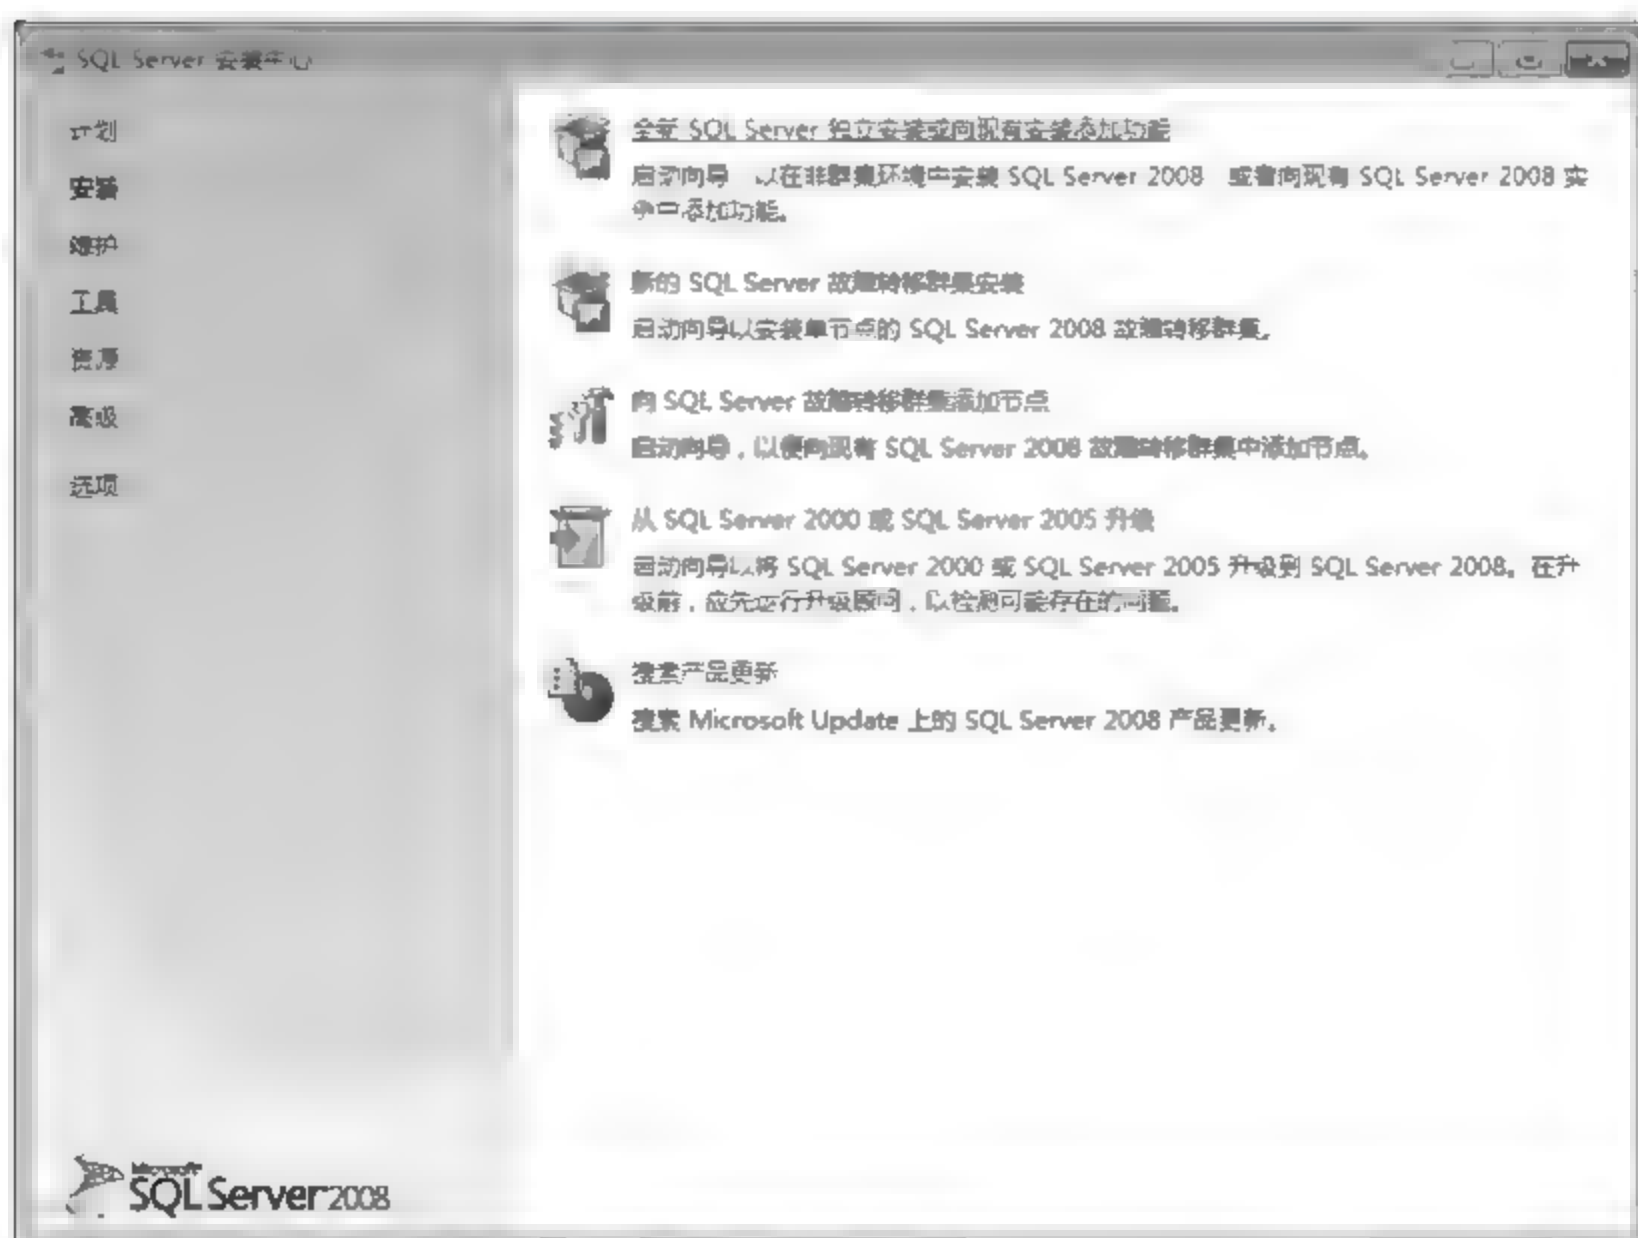 SQL Server 安装中心
计划
安装
维护
工具
资源
高级
选项
全新 SQL Server 独立安装或向现有安装添加功能
启动向导 以在非群集环境中安装 SQL Server 2008 或者向现有 SQL Server 2008 实
例中添加功能。
新的 SQL Server 故障转移群集安装
启动向导以安装单节点的 SQL Server 2008 故障转移群集。
向 SQL Server 故障转移群集添加节点
启动向导，以便向现有 SQL Server 2008 故障转移群集中添加节点。
从 SQL Server 2000 或 SQL Server 2005 升级
启动向导以将 SQL Server 2000 或 SQL Server 2005 升级到 SQL Server 2008。在升
级前，应先运行升级顾问，以检测可能存在的问题。
搜索产品更新
搜索 Microsoft Update 上的 SQL Server 2008 产品更新。
Microsoft
SQL Server 2008